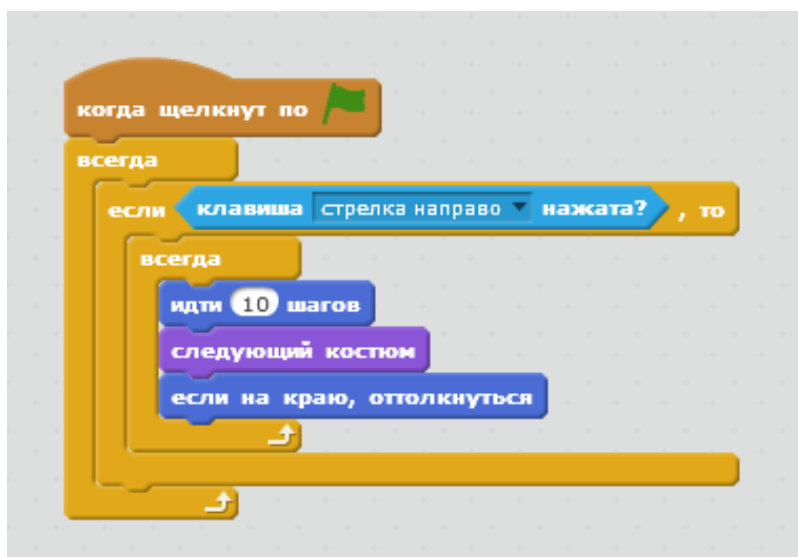 когда щелкнут по
всегда
если клавиша стрелка направо нажата? , то
всегда
идти 10 шагов
следующий костюм
если на краю, оттолкнуться